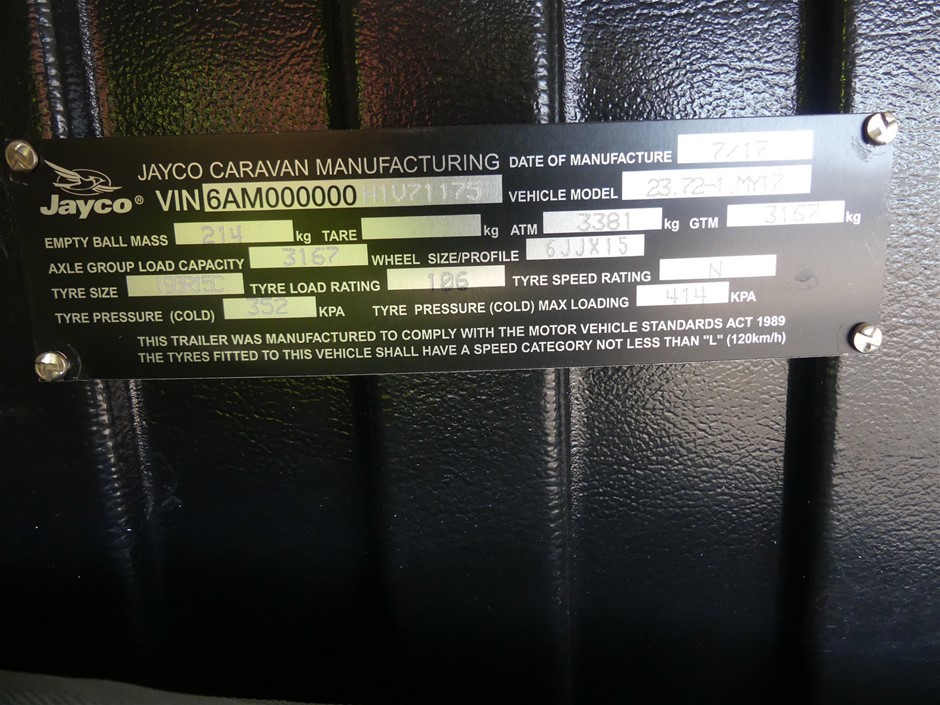 JAYCO CARAVAN MANUFACTURING DATE OF MANUFACTURE 7/17
Jayco® VIN 6AM000000H1V71175 VEHICLE MODEL 23.72-1.MY17
EMPTY BALL MASS 214 kg TARE kg ATM 3381 kg GTM 3167 kg
AXLE GROUP LOAD CAPACITY 3167 WHEEL SIZE/PROFILE 6JJX15
TYRE SIZE TYRE LOAD RATING 106 TYRE SPEED RATING N
TYRE PRESSURE (COLD) 352 KPA TYRE PRESSURE (COLD) MAX LOADING 414 KPA
THIS TRAILER WAS MANUFACTURED TO COMPLY WITH THE MOTOR VEHICLE STANDARDS ACT 1989
THE TYRES FITTED TO THIS VEHICLE SHALL HAVE A SPEED CATEGORY NOT LESS THAN "L" (120km/h)